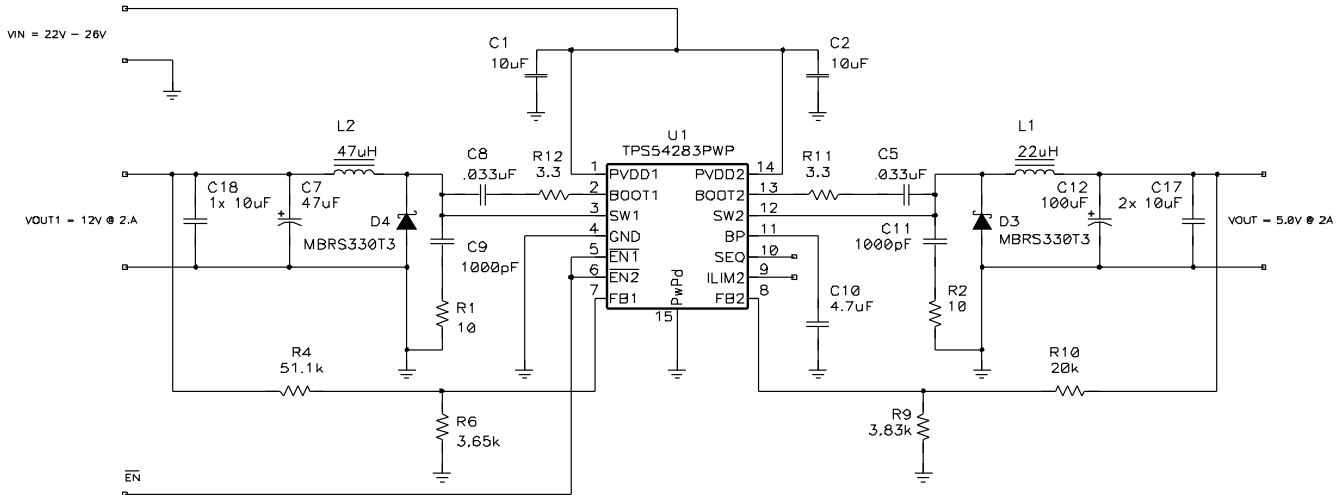 VIN = 22V - 26V
C1
10uF
C2
10uF
U1
TPS54283PWP
L2
47uH
C8
.033uF
R12
3.3
R11
3.3
C5
.033uF
L1
22uH
1 PVDD1
PVDD2 14
2 BOOT1
BOOT2 13
3 SW1
SW2 12
4 GND
BP 11
5 EN1
SEQ 10
6 EN2
ILIM2 9
7 FB1
FB2 8
PwPd
15
C18
1x 10uF
C7
47uF
+
VOUT1 = 12V @ 2.A
D4
MBRS330T3
C9
1000pF
R1
10
C11
1000pF
D3
MBRS330T3
C12
100uF
+
C17
2x 10uF
VOUT = 5.0V @ 2A
R2
10
C10
4.7uF
R4
51.1k
R10
20k
R6
3.65k
R9
3.83k
EN